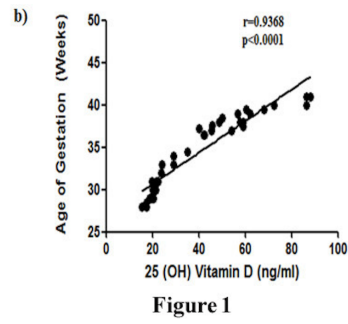 b)
r=0.9368
p<0.0001
Age of Gestation (Weeks)
50
45
40
35
30
25
0 20 40 60 80 100
25 (OH) Vitamin D (ng/ml)
Figure 1